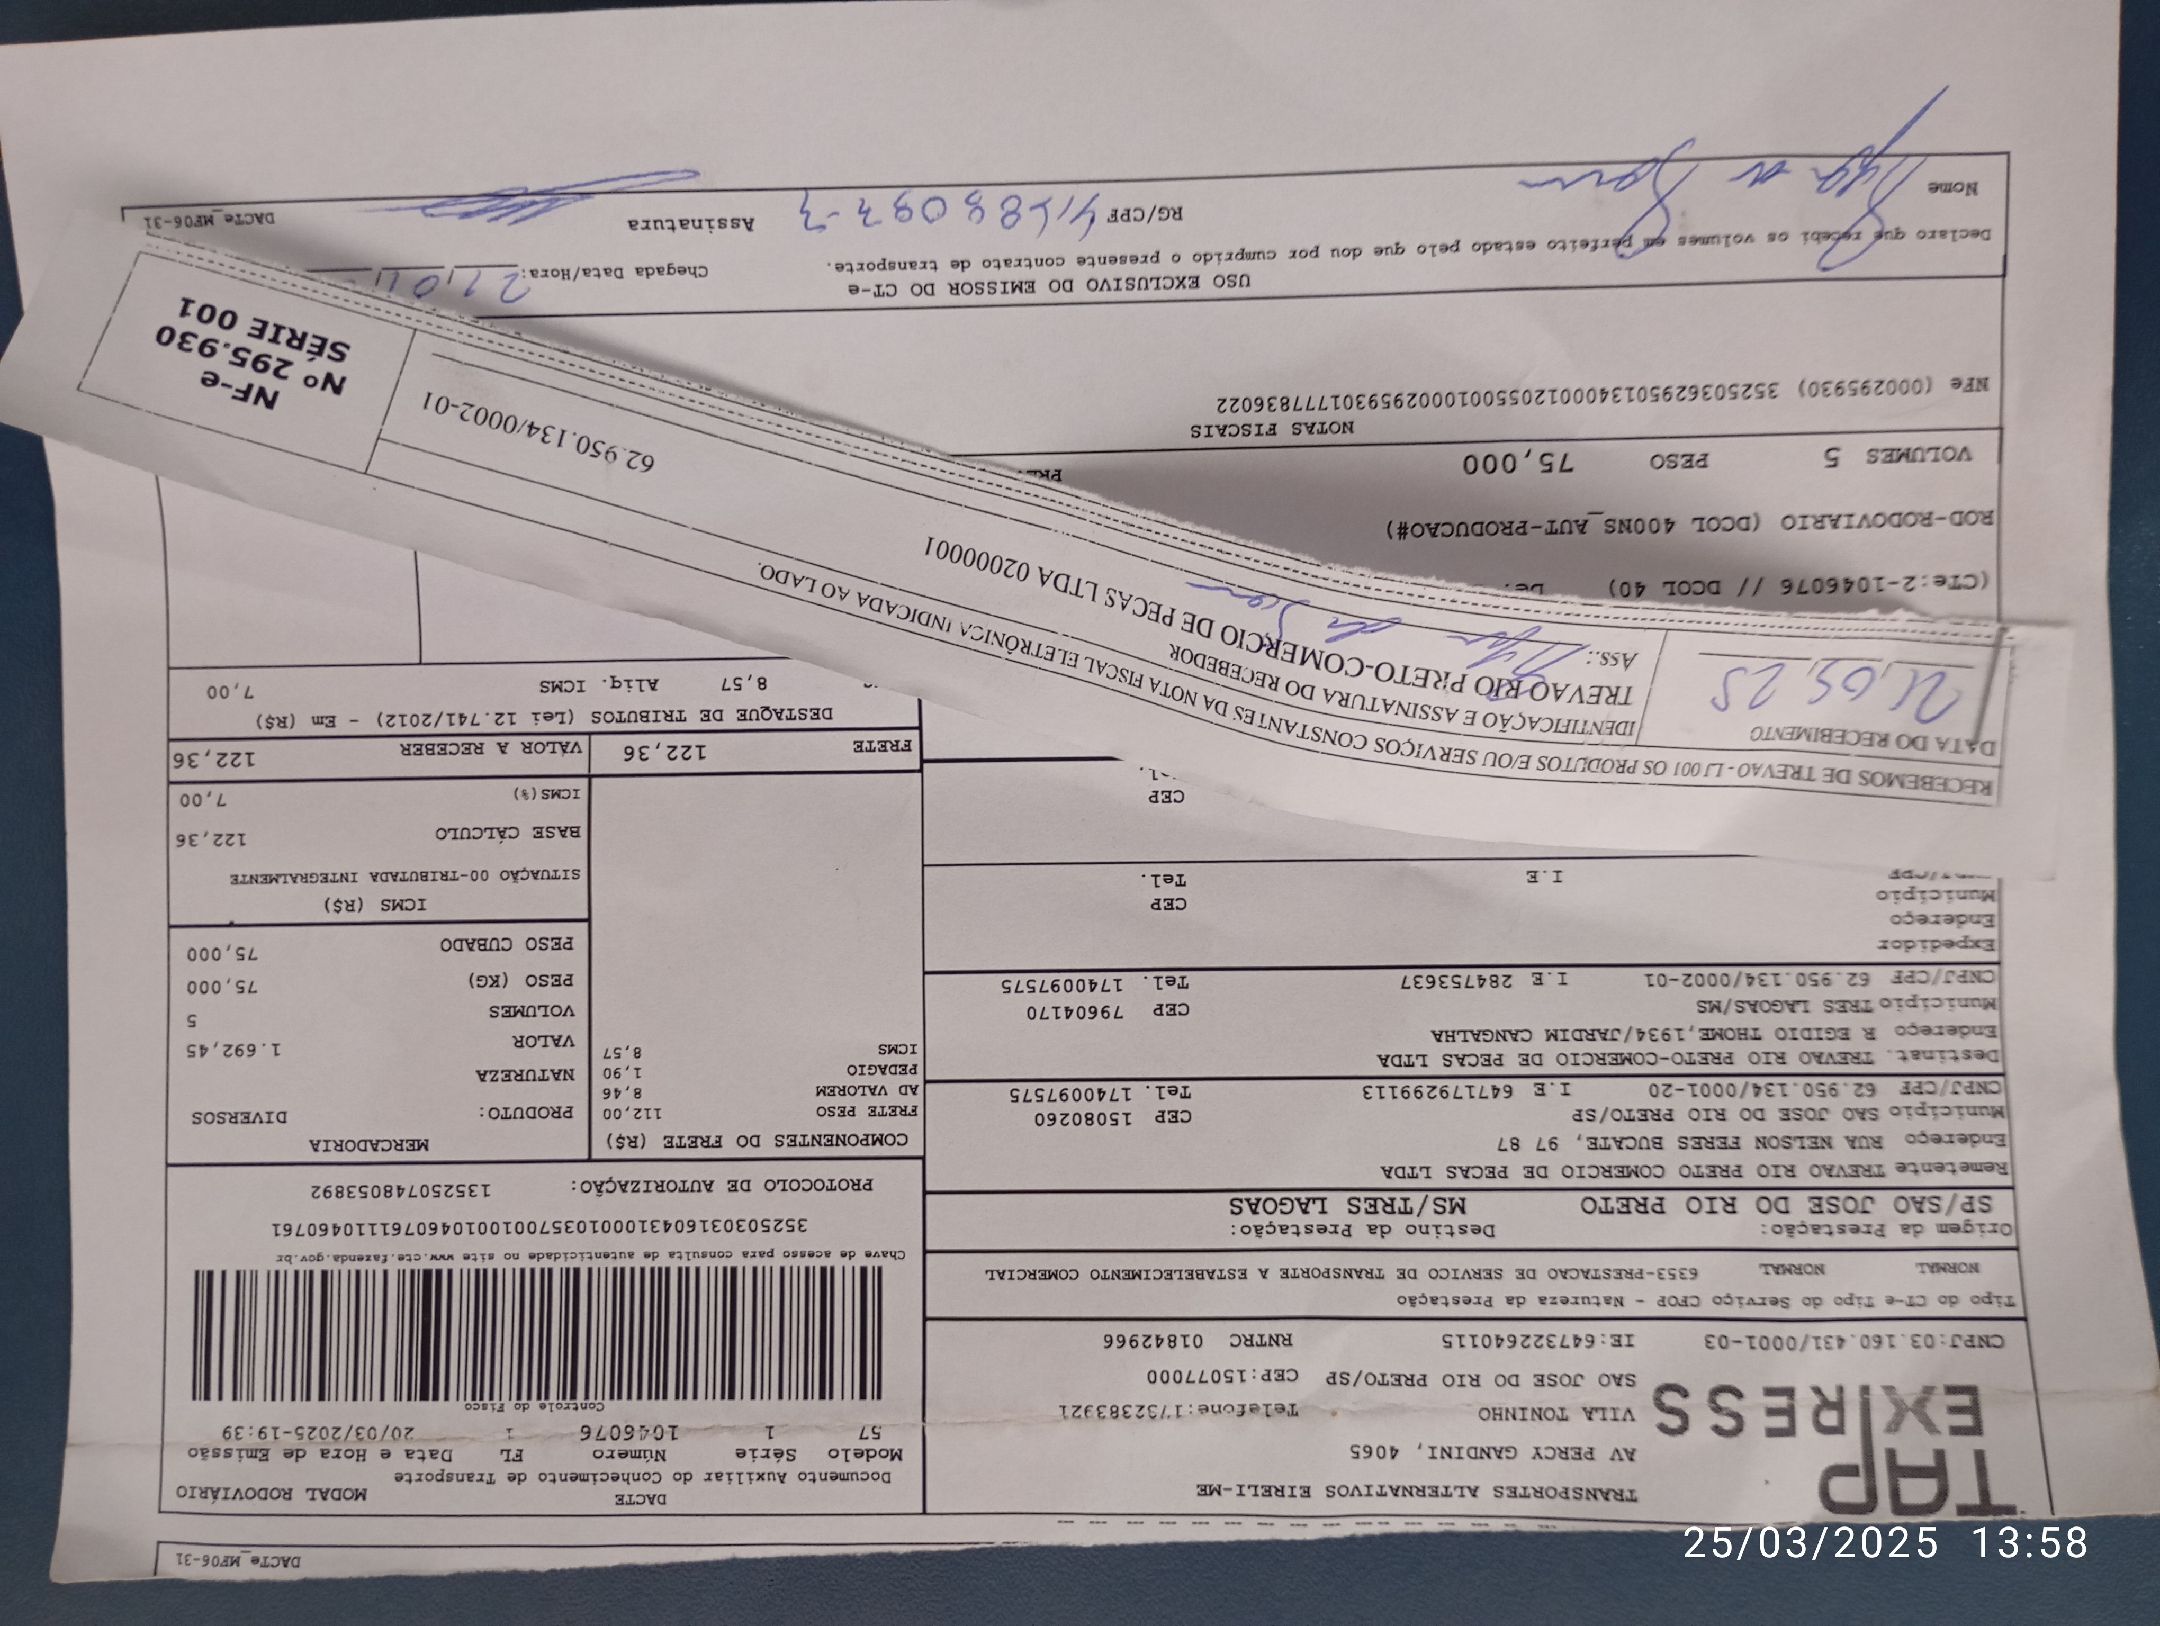 DACTe_MF06-31
TAP
EXPRESS
TRANSPORTES ALTERNATIVOS EIRELI-ME
AV PERCY GANDINI, 4065
VILA TONINHO Telefone:1732383921
SAO JOSE DO RIO PRETO/SP CEP:15077000
CNPJ:03.160.431/0001-03 IE:647322640115 RNTRC 01842966
Tipo do CT-e Tipo do Serviço CFOP - Natureza da Prestação
NORMAL NORMAL 6353-PRESTACAO DE SERVICO DE TRANSPORTE A ESTABELECIMENTO COMERCIAL
Origem da Prestação: Destino da Prestação:
SP/SAO JOSE DO RIO PRETO MS/TRES LAGOAS
Remetente TREVAO RIO PRETO COMERCIO DE PECAS LTDA
Endereço RUA NELSON FERES BUCATE, 97 87
Município SAO JOSE DO RIO PRETO/SP CEP 15080260
CNPJ/CPF 62.950.134/0001-20 I.E 647179299113 Tel. 1740097575
Destinat. TREVAO RIO PRETO-COMERCIO DE PECAS LTDA
Endereço R EGIDIO THOME,1934/JARDIM CANGALHA
Município TRES LAGOAS/MS CEP 79604170
CNPJ/CPF 62.950.134/0002-01 I.E 284753637 Tel. 1740097575
Expedidor
Endereço
Município CEP
I.E Tel.
CEP
DACTE MODAL RODOVIÁRIO
Documento Auxiliar do Conhecimento de Transporte
Modelo Série Número FL Data e Hora de Emissão
57 1 1046076 1 20/03/2025-19:39
Controle do Fisco
Chave de acesso para consulta de autenticidade no site www.cte.fazenda.gov.br
35250303160431000103570010010460761110460761
PROTOCOLO DE AUTORIZAÇÃO: 135250748053892
COMPONENTES DO FRETE (R$)
FRETE PESO 112,00
AD VALOREM 8,46
PEDAGIO 1,90
ICMS 8,57
MERCADORIA
PRODUTO: DIVERSOS
NATUREZA
VALOR 1.692,45
VOLUMES 5
PESO (KG) 75,000
PESO CUBADO 75,000
ICMS (R$)
SITUAÇÃO 00-TRIBUTADA INTEGRALMENTE
BASE CÁLCULO 122,36
ICMS(%) 7,00
FRETE 122,36 VALOR A RECEBER 122,36
DESTAQUE DE TRIBUTOS (Lei 12.741/2012) - Em (R$)
8,57 Aliq. ICMS 7,00
RECEBEMOS DE TREVAO - LJ 001 OS PRODUTOS E/OU SERVIÇOS CONSTANTES DA NOTA FISCAL ELETRÔNICA INDICADA AO LADO.
DATA DO RECEBIMENTO
IDENTIFICAÇÃO E ASSINATURA DO RECEBEDOR
TREVAO RIO PRETO-COMERCIO DE PECAS LTDA 02000001
62.950.134/0002-01
Ass.:
NF-e
Nº 295.930
SÉRIE 001
(CTe:2-1046076 // DCOL 40)
ROD-RODOVIARIO (DCOL 400NS_AUT-PRODUCAO#)
VOLUMES 5 PESO 75,000
NOTAS FISCAIS
NFe (000295930) 35250362950134000120550010002959301777836022
USO EXCLUSIVO DO EMISSOR DO CT-e
Declaro que recebi os volumes em perfeito estado pelo que dou por cumprido o presente contrato de transporte.
Chegada Data/Hora:
Nome RG/CPF Assinatura
DACTe_MF06-31
25/03/2025 13:58